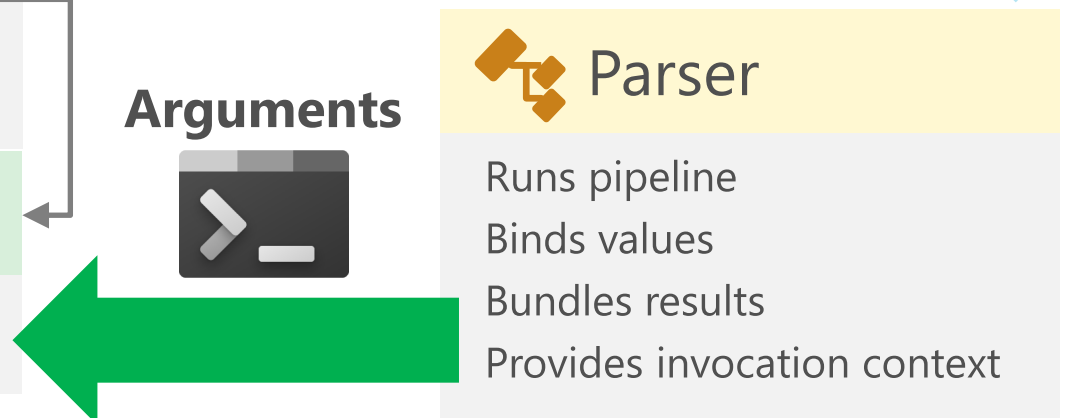 Arguments
Parser
Runs pipeline
Binds values
Bundles results
Provides invocation context